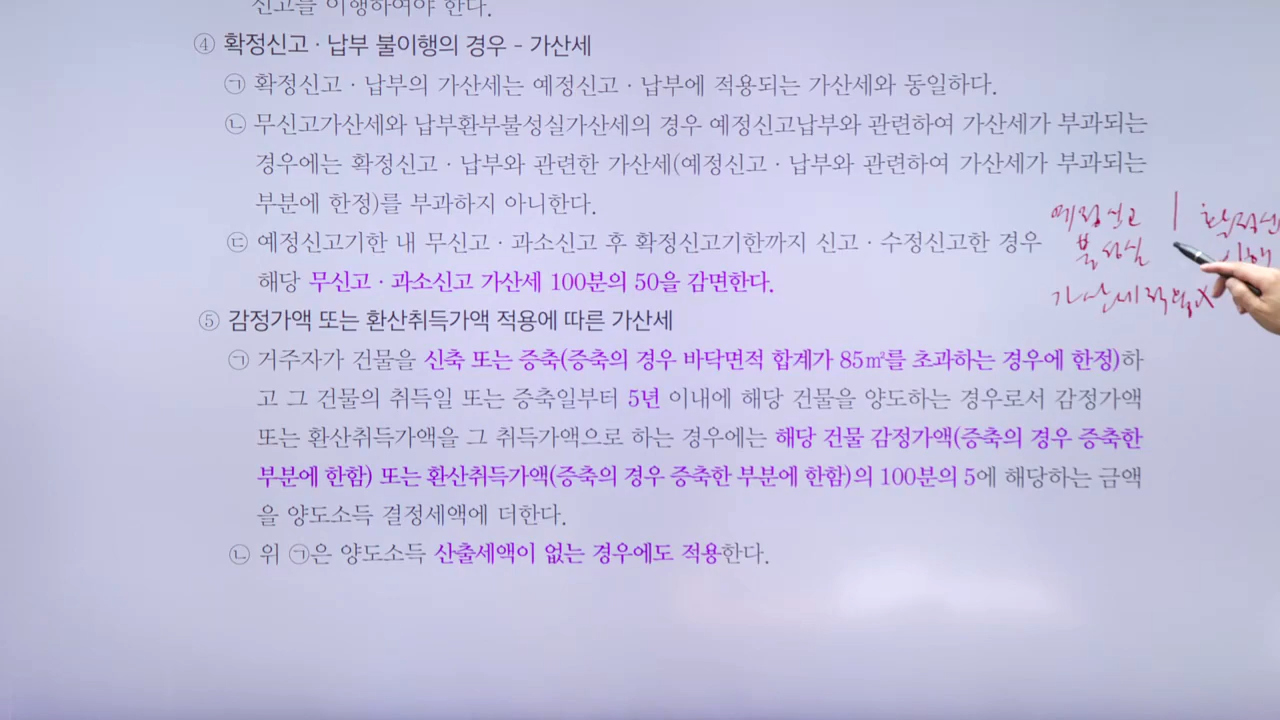 신고를 이행하여야 한다.
④ 확정신고 · 납부 불이행의 경우 - 가산세
㉠ 확정신고 · 납부의 가산세는 예정신고 · 납부에 적용되는 가산세와 동일하다.
㉡ 무신고가산세와 납부환부불성실가산세의 경우 예정신고납부와 관련하여 가산세가 부과되는
경우에는 확정신고 · 납부와 관련한 가산세(예정신고 · 납부와 관련하여 가산세가 부과되는
부분에 한정)를 부과하지 아니한다.
㉢ 예정신고기한 내 무신고 · 과소신고 후 확정신고기한까지 신고 · 수정신고한 경우
해당 무신고 · 과소신고 가산세 100분의 50을 감면한다.
예정신고 | 확정신
불성실
가산세
⑤ 감정가액 또는 환산취득가액 적용에 따른 가산세
㉠ 거주자가 건물을 신축 또는 증축(증축의 경우 바닥면적 합계가 85㎡를 초과하는 경우에 한정)하
고 그 건물의 취득일 또는 증축일부터 5년 이내에 해당 건물을 양도하는 경우로서 감정가액
또는 환산취득가액을 그 취득가액으로 하는 경우에는 해당 건물 감정가액(증축의 경우 증축한
부분에 한함) 또는 환산취득가액(증축의 경우 증축한 부분에 한함)의 100분의 5에 해당하는 금액
을 양도소득 결정세액에 더한다.
㉡ 위 ㉠은 양도소득 산출세액이 없는 경우에도 적용한다.